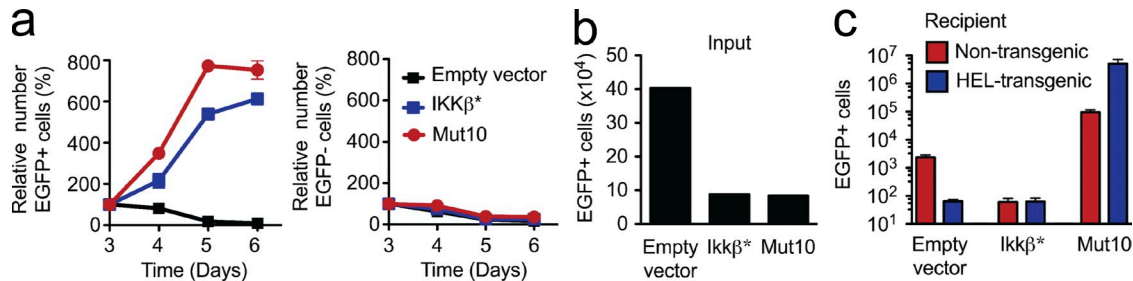 a
Relative number
EGFP+ cells (%)
800
600
400
200
0
3 4 5 6
Time (Days)
Relative number
EGFP- cells (%)
800
600
400
200
0
3 4 5 6
Time (Days)
Empty vector
IKKβ*
Mut10
b
Input
EGFP+ cells (x10⁴)
50
40
30
20
10
0
Empty
vector
Ikkβ*
Mut10
c
Recipient
Non-transgenic
HEL-transgenic
EGFP+ cells
10⁷
10⁶
10⁵
10⁴
10³
10²
10¹
Empty
vector
Ikkβ*
Mut10